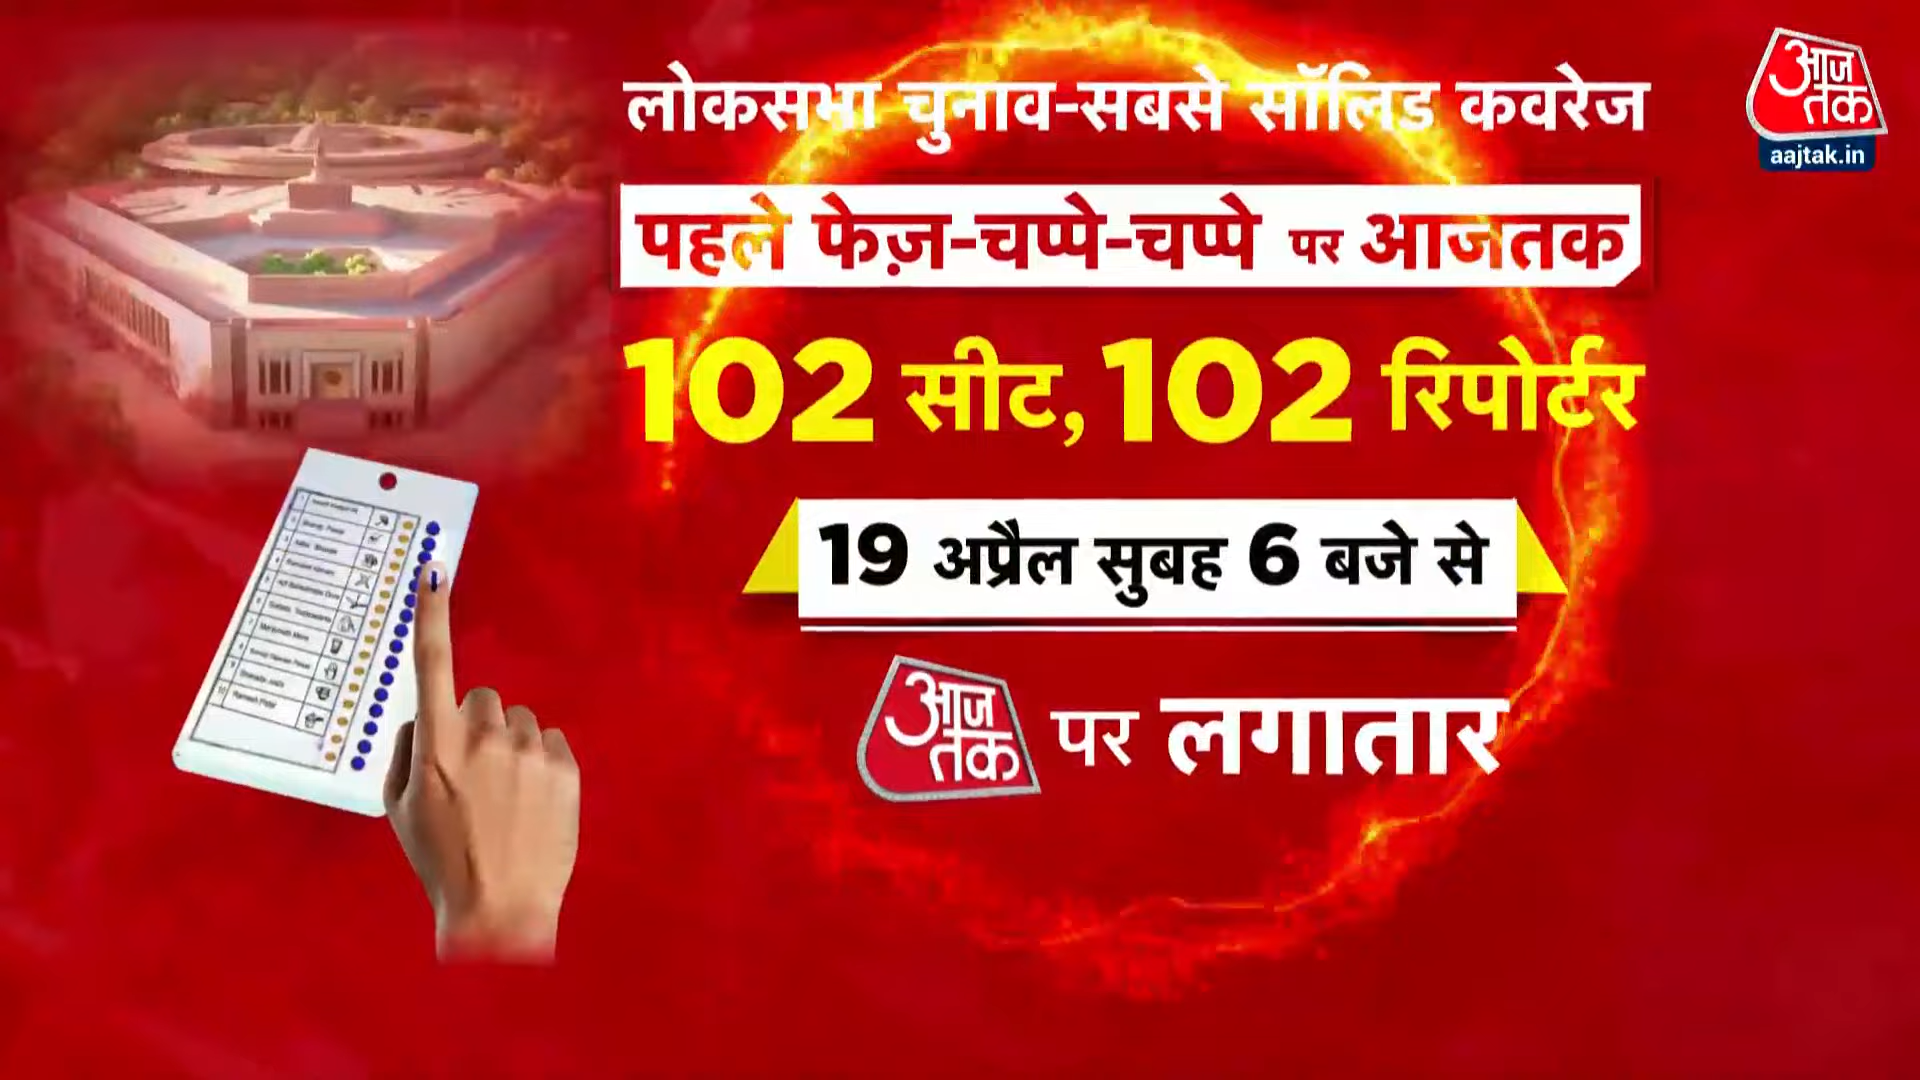 लोकसभा चुनाव-सबसे सॉलिड कवरेज
आज तक
aajtak.in
पहले फेज़-चप्पे-चप्पे पर आजतक
102 सीट, 102 रिपोर्टर
19 अप्रैल सुबह 6 बजे से
आज तक पर लगातार